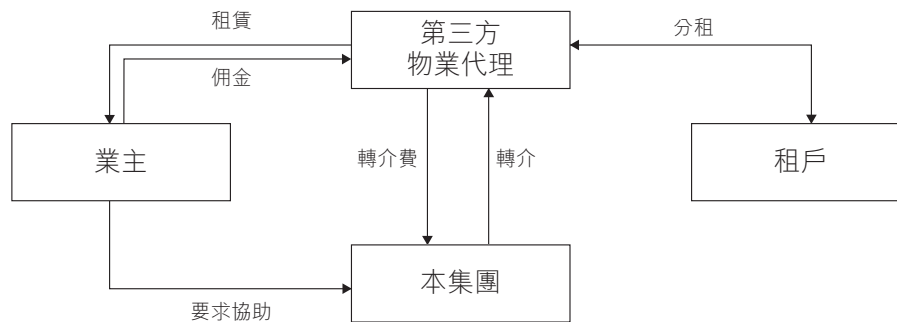 租賃
第三方
物業代理
分租
佣金
業主
轉介費
轉介
租戶
本集團
要求協助